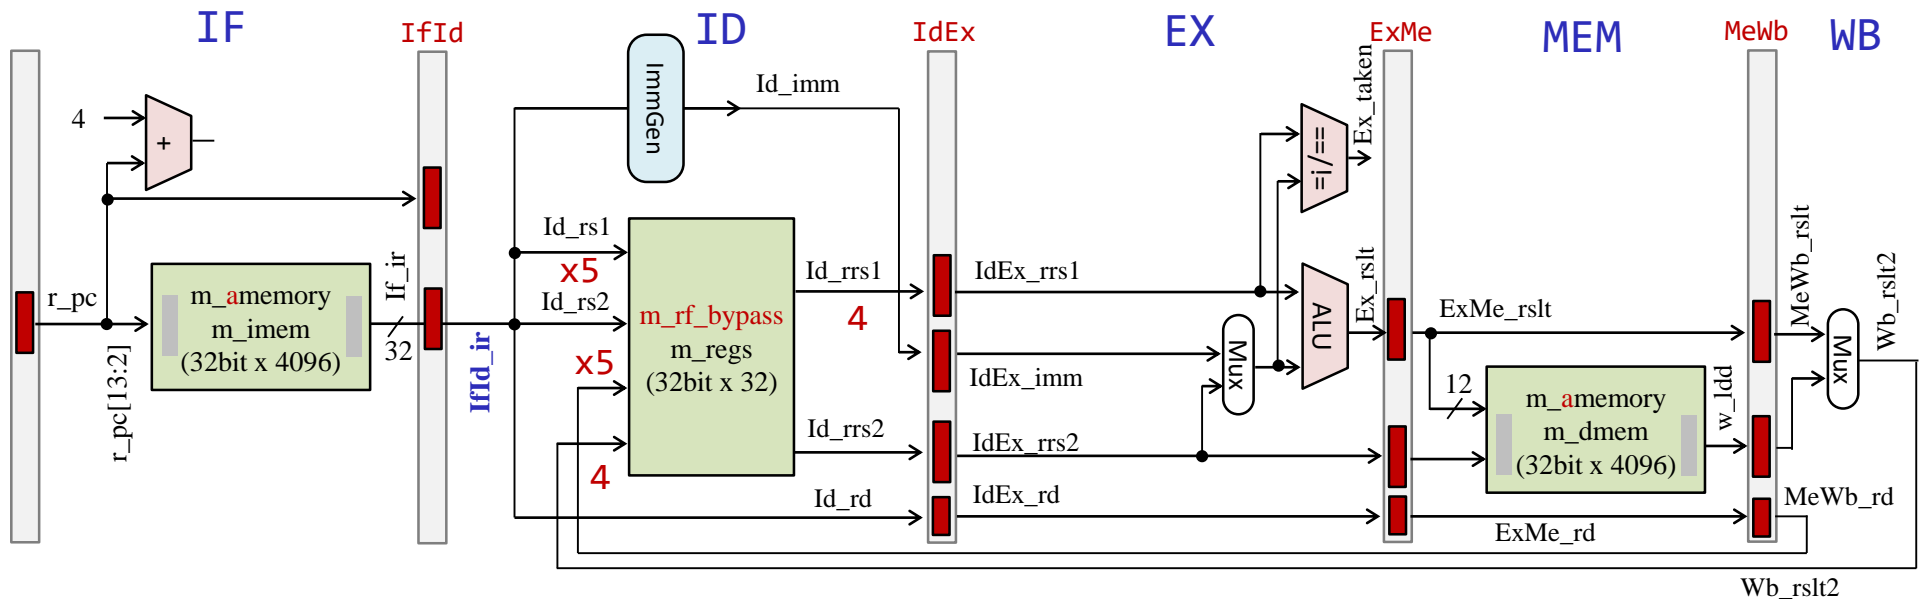 IF
IfId
ID
IdEx
EX
ExMe
MEM
MeWb
WB
4
+
r_pc
r_pc[13:2]
m_amemory
m_imem
(32bit x 4096)
If_ir
32
IfId_ir
ImmGen
Id_imm
Id_rs1
x5
Id_rs2
x5
4
m_rf_bypass
m_regs
(32bit x 32)
Id_rrs1
4
Id_rrs2
Id_rd
IdEx_rrs1
IdEx_imm
IdEx_rrs2
IdEx_rd
Mux
==/!=
Ex_taken
ALU
Ex_rslt
ExMe_rslt
12
m_amemory
m_dmem
(32bit x 4096)
w_ldd
ExMe_rd
MeWb_rslt
Mux
Wb_rslt2
MeWb_rd
Wb_rslt2